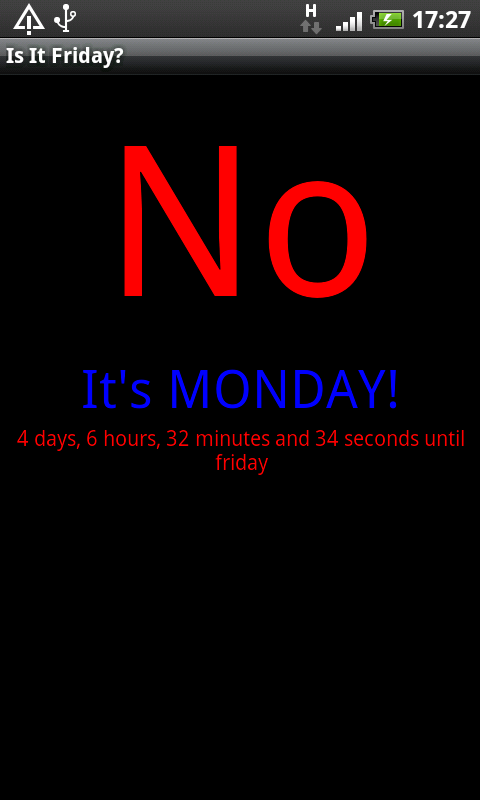 H
17:27
Is It Friday?
No
It's MONDAY!
4 days, 6 hours, 32 minutes and 34 seconds until
friday